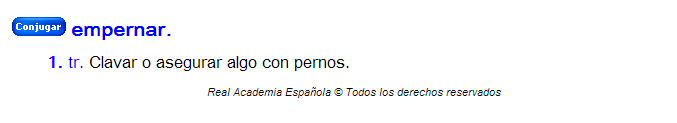 Conjugar empernar.
1. tr. Clavar o asegurar algo con pernos.
Real Academia Española © Todos los derechos reservados